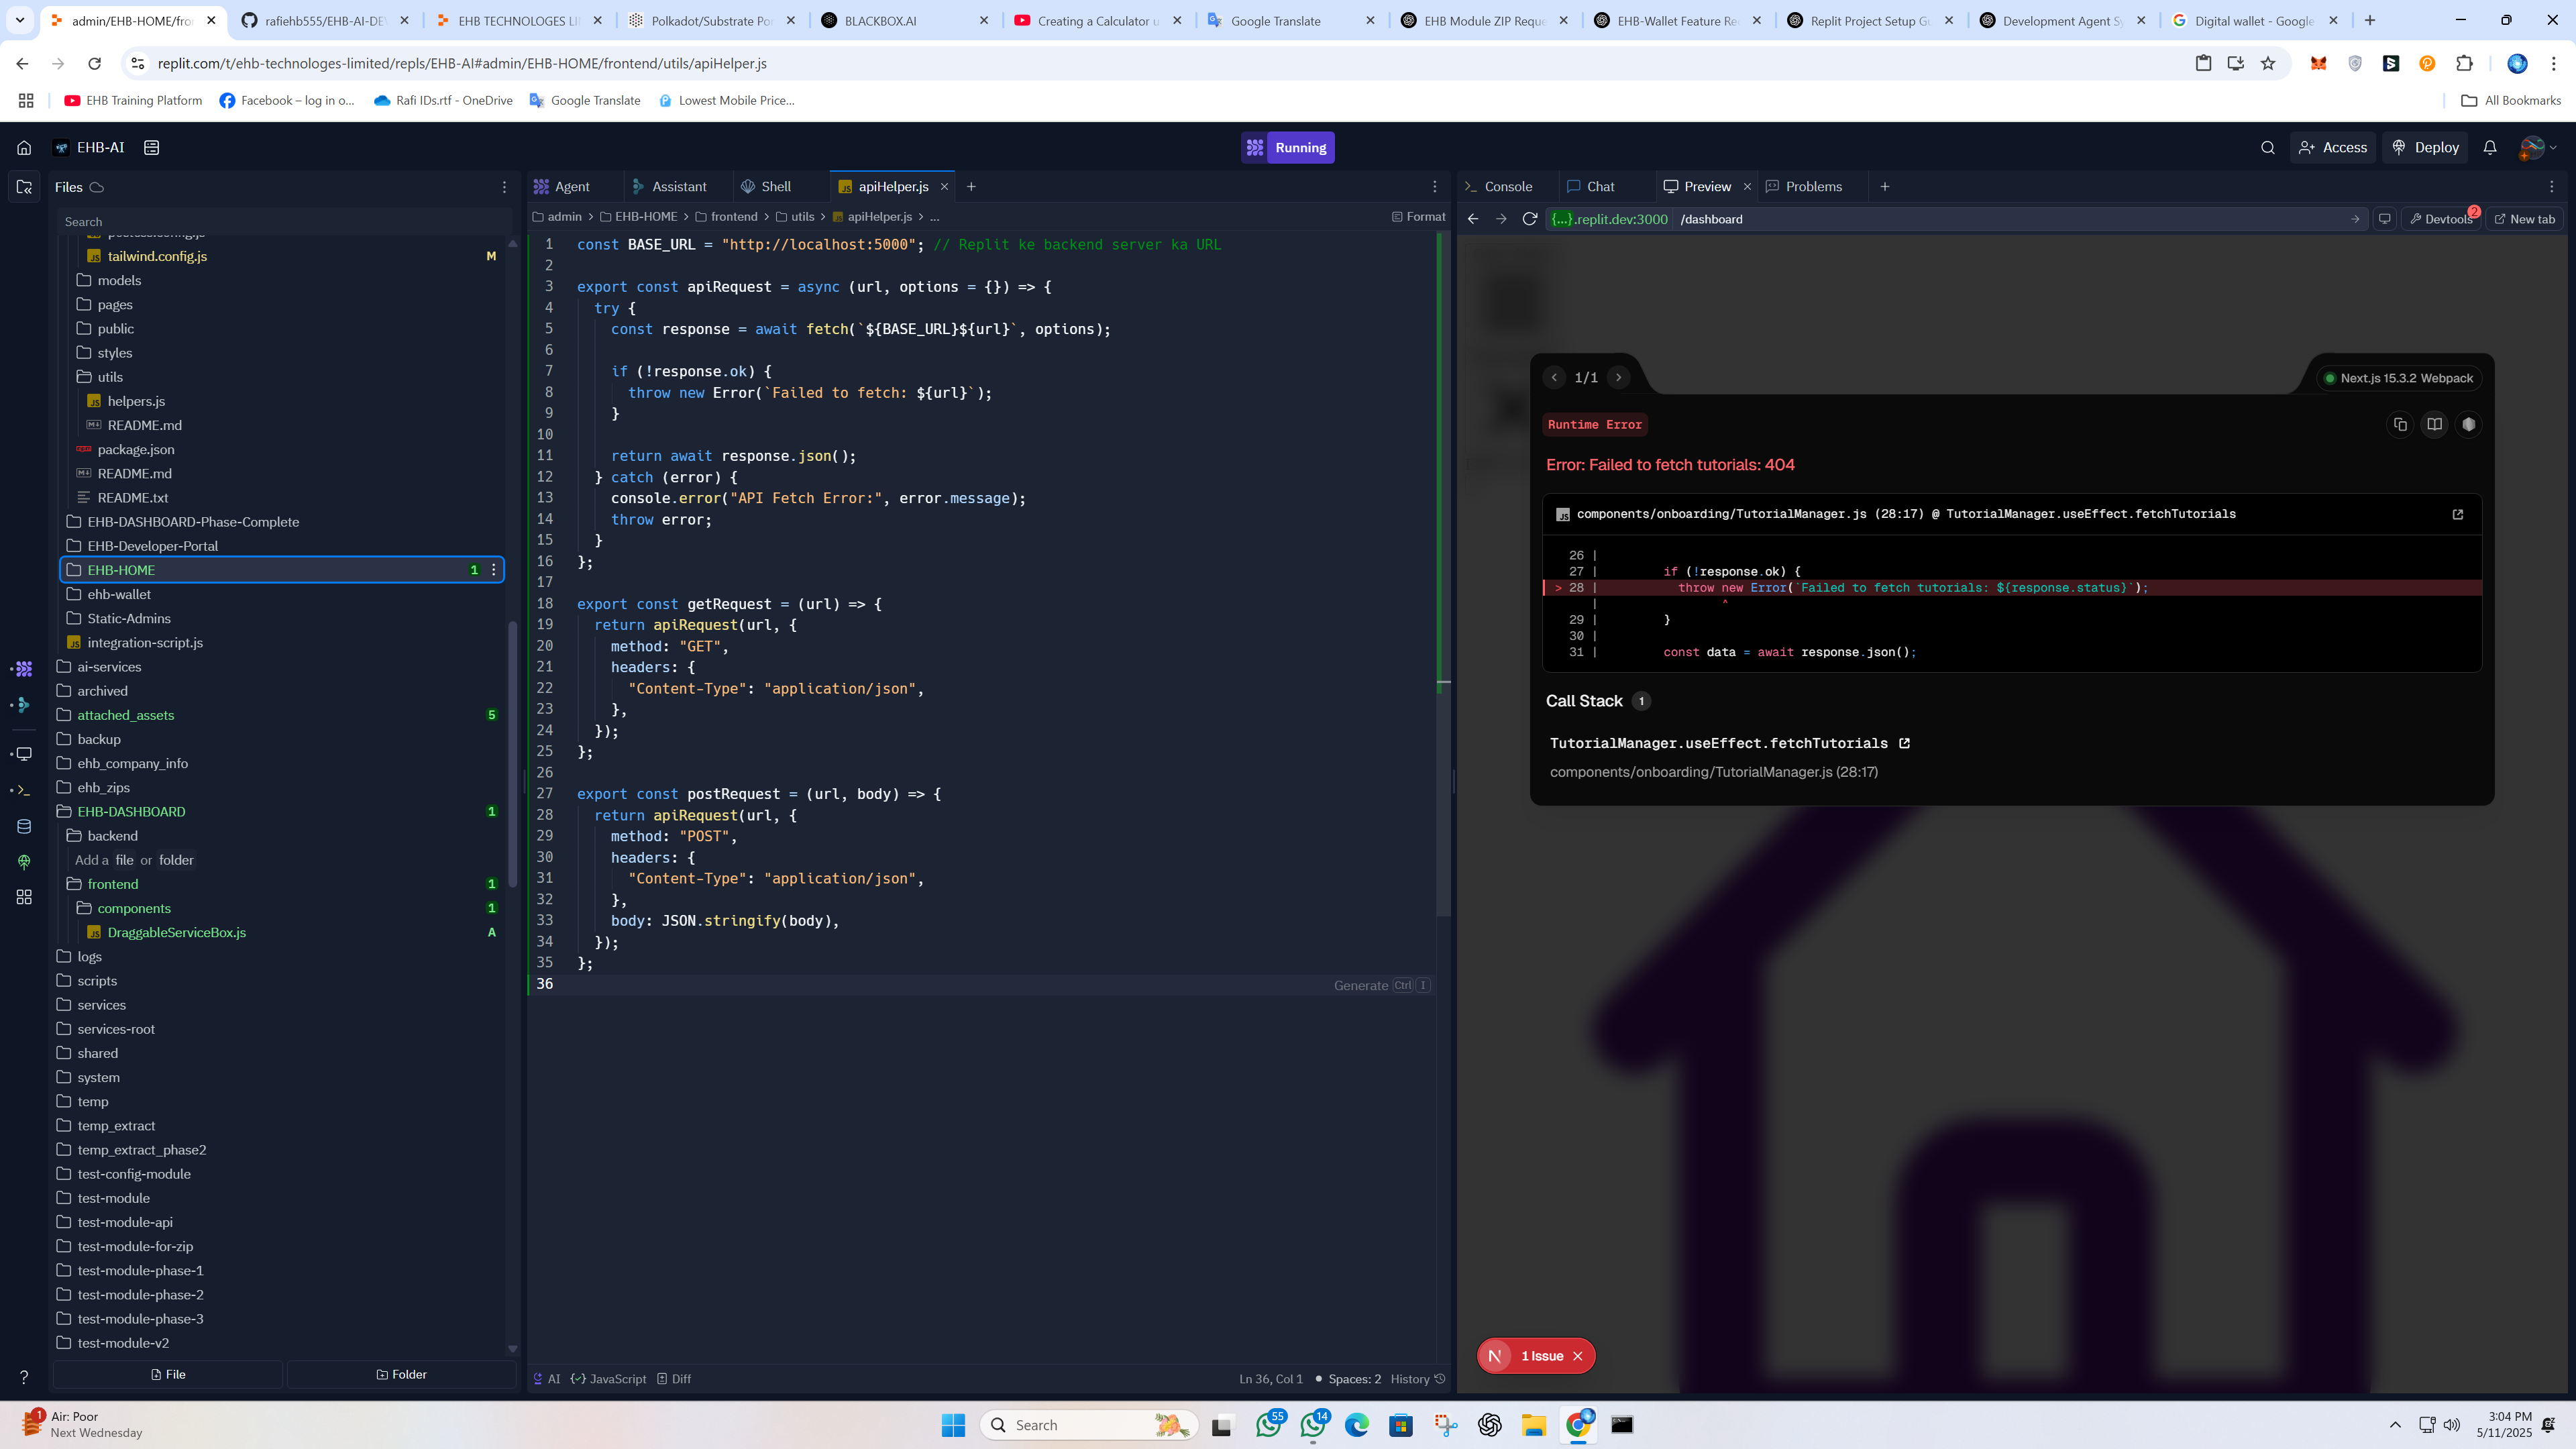 admin/EHB-HOME/fro
rafiehb555/EHB-AI-DE
EHB TECHNOLOGES LI
Polkadot/Substrate Po
BLACKBOX.AI
Creating a Calculator u
Google Translate
EHB Module ZIP Reque
EHB-Wallet Feature Re
Replit Project Setup Gu
Development Agent Sy
Digital wallet - Google
replit.com/t/ehb-technologes-limited/repls/EHB-AI#admin/EHB-HOME/frontend/utils/apiHelper.js
EHB Training Platform
Facebook – log in o...
Rafi IDs.rtf - OneDrive
Google Translate
Lowest Mobile Price...
All Bookmarks
EHB-AI
Running
Access
Deploy
Files
Search
tailwind.config.js M
models
pages
public
styles
utils
helpers.js
README.md
package.json
README.md
README.txt
EHB-DASHBOARD-Phase-Complete
EHB-Developer-Portal
EHB-HOME 1
ehb-wallet
Static-Admins
integration-script.js
ai-services
archived
attached_assets 5
backup
ehb_company_info
ehb_zips
EHB-DASHBOARD 1
backend
Add a file or folder
frontend 1
components 1
DraggableServiceBox.js A
logs
scripts
services
services-root
shared
system
temp
temp_extract
temp_extract_phase2
test-config-module
test-module
test-module-api
test-module-for-zip
test-module-phase-1
test-module-phase-2
test-module-phase-3
test-module-v2
File
Folder
Agent
Assistant
Shell
apiHelper.js
admin > EHB-HOME > frontend > utils > apiHelper.js > ...
Format
1 const BASE_URL = "http://localhost:5000"; // Replit ke backend server ka URL
2
3 export const apiRequest = async (url, options = {}) => {
4 try {
5 const response = await fetch(`${BASE_URL}${url}`, options);
6
7 if (!response.ok) {
8 throw new Error(`Failed to fetch: ${url}`);
9 }
10
11 return await response.json();
12 } catch (error) {
13 console.error("API Fetch Error:", error.message);
14 throw error;
15 }
16 };
17
18 export const getRequest = (url) => {
19 return apiRequest(url, {
20 method: "GET",
21 headers: {
22 "Content-Type": "application/json",
23 },
24 });
25 };
26
27 export const postRequest = (url, body) => {
28 return apiRequest(url, {
29 method: "POST",
30 headers: {
31 "Content-Type": "application/json",
32 },
33 body: JSON.stringify(body),
34 });
35 };
36
Generate Ctrl I
AI
JavaScript
Diff
Ln 36, Col 1
Spaces: 2
History
Console
Chat
Preview
Problems
{...}.replit.dev:3000 /dashboard
Devtools 2
New tab
1/1
Next.js 15.3.2 Webpack
Runtime Error
Error: Failed to fetch tutorials: 404
components/onboarding/TutorialManager.js (28:17) @ TutorialManager.useEffect.fetchTutorials
26 |
27 | if (!response.ok) {
> 28 | throw new Error(`Failed to fetch tutorials: ${response.status}`);
| ^
29 | }
30 |
31 | const data = await response.json();
Call Stack 1
TutorialManager.useEffect.fetchTutorials
components/onboarding/TutorialManager.js (28:17)
N 1 Issue
1
Air: Poor
Next Wednesday
Search
55
14
3:04 PM
5/11/2025